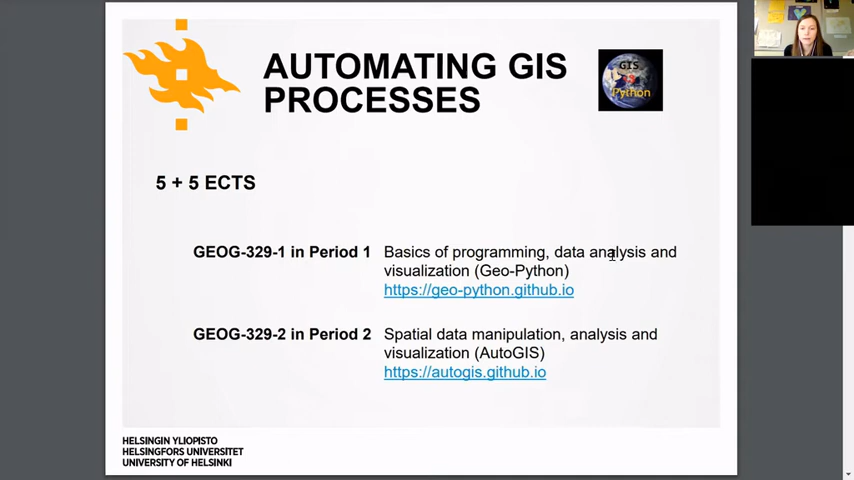 AUTOMATING GIS
PROCESSES
GIS
Python
5 + 5 ECTS
GEOG-329-1 in Period 1
Basics of programming, data analysis and
visualization (Geo-Python)
https://geo-python.github.io
GEOG-329-2 in Period 2
Spatial data manipulation, analysis and
visualization (AutoGIS)
https://autogis.github.io
HELSINGIN YLIOPISTO
HELSINGFORS UNIVERSITET
UNIVERSITY OF HELSINKI